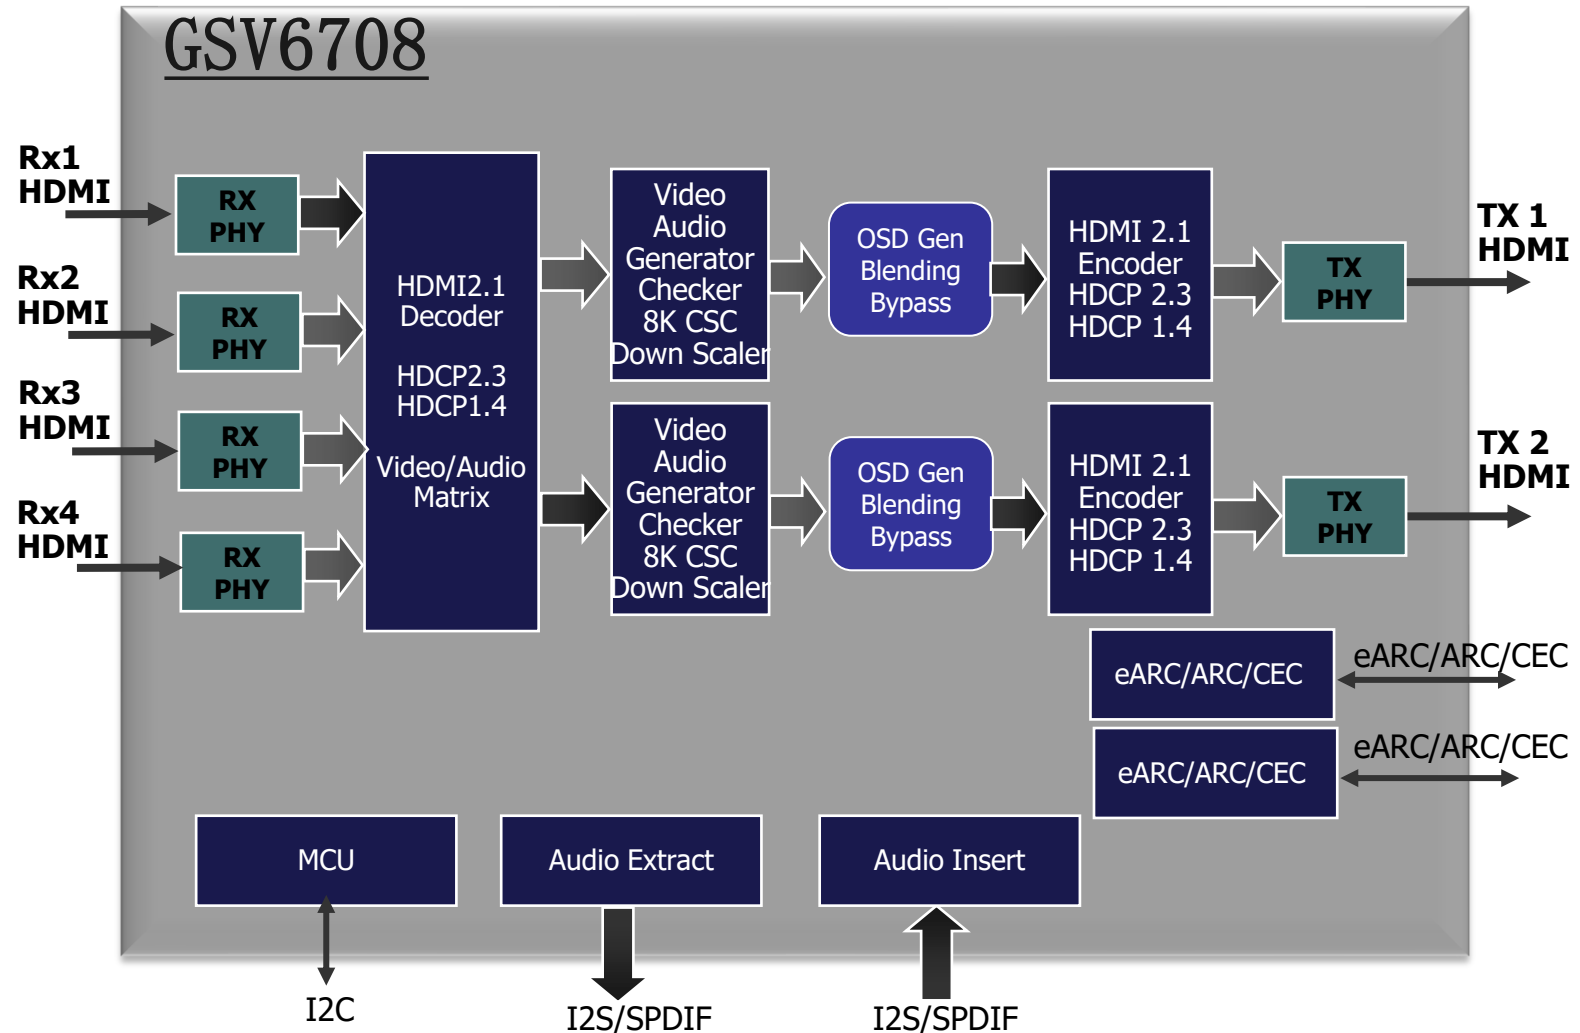 GSV6708
Rx1
HDMI
RX
PHY
Rx2
HDMI
RX
PHY
Rx3
HDMI
RX
PHY
Rx4
HDMI
RX
PHY
HDMI2.1
Decoder
HDCP2.3
HDCP1.4
Video/Audio
Matrix
Video
Audio
Generator
Checker
8K CSC
Down Scaler
OSD Gen
Blending
Bypass
HDMI 2.1
Encoder
HDCP 2.3
HDCP 1.4
TX
PHY
TX 1
HDMI
Video
Audio
Generator
Checker
8K CSC
Down Scaler
OSD Gen
Blending
Bypass
HDMI 2.1
Encoder
HDCP 2.3
HDCP 1.4
TX
PHY
TX 2
HDMI
eARC/ARC/CEC
eARC/ARC/CEC
eARC/ARC/CEC
eARC/ARC/CEC
MCU
Audio Extract
Audio Insert
I2C
I2S/SPDIF
I2S/SPDIF